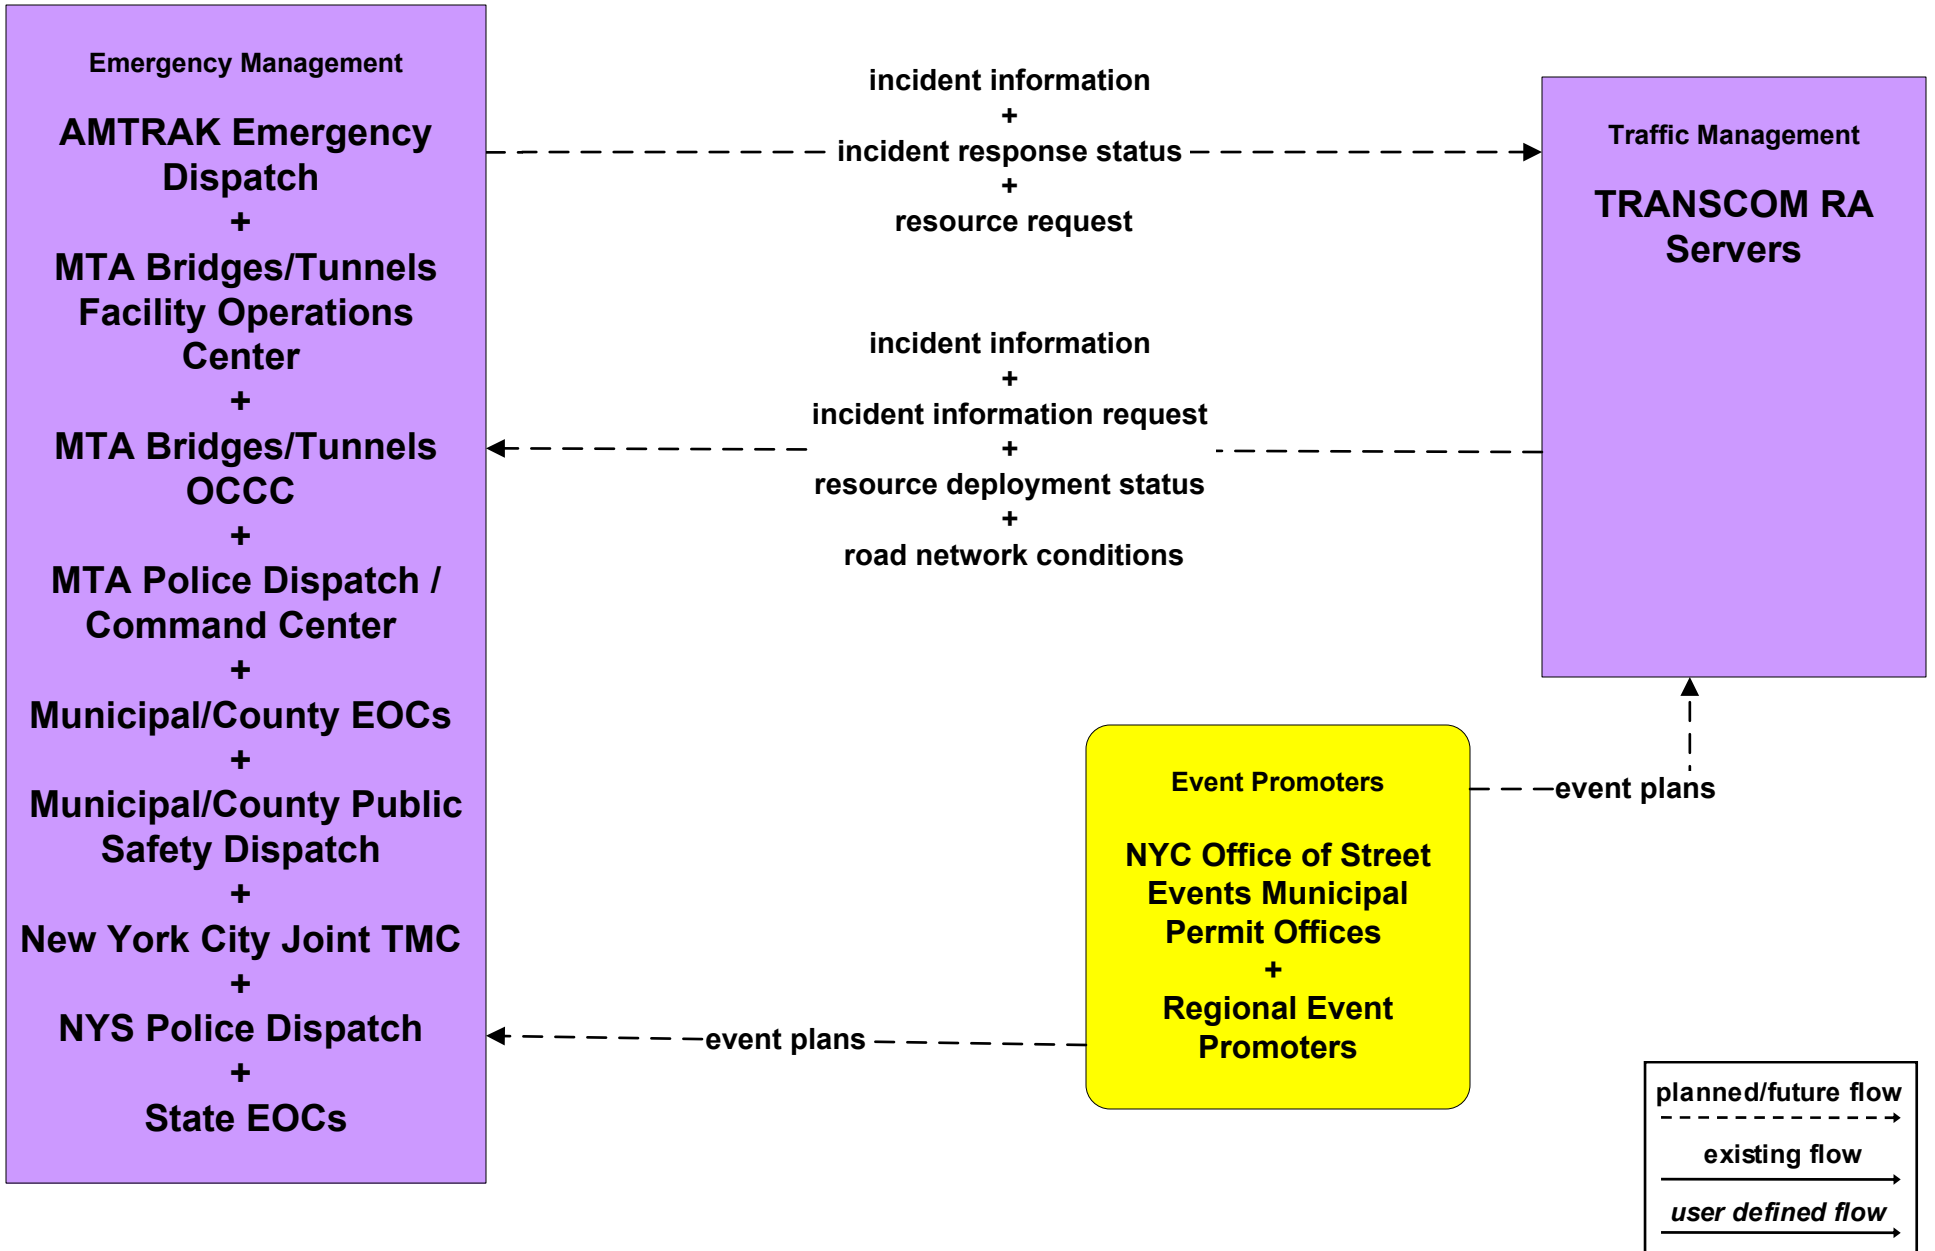 Emergency Management
AMTRAK Emergency
Dispatch
+
MTA Bridges/Tunnels
Facility Operations
Center
+
MTA Bridges/Tunnels
OCCC
+
MTA Police Dispatch /
Command Center
+
Municipal/County EOCs
+
Municipal/County Public
Safety Dispatch
+
New York City Joint TMC
+
NYS Police Dispatch
+
State EOCs
incident information
+
incident response status
+
resource request
incident information
+
incident information request
+
resource deployment status
+
road network conditions
Traffic Management
TRANSCOM RA
Servers
Event Promoters
NYC Office of Street
Events Municipal
Permit Offices
+
Regional Event
Promoters
event plans
event plans
planned/future flow
existing flow
user defined flow